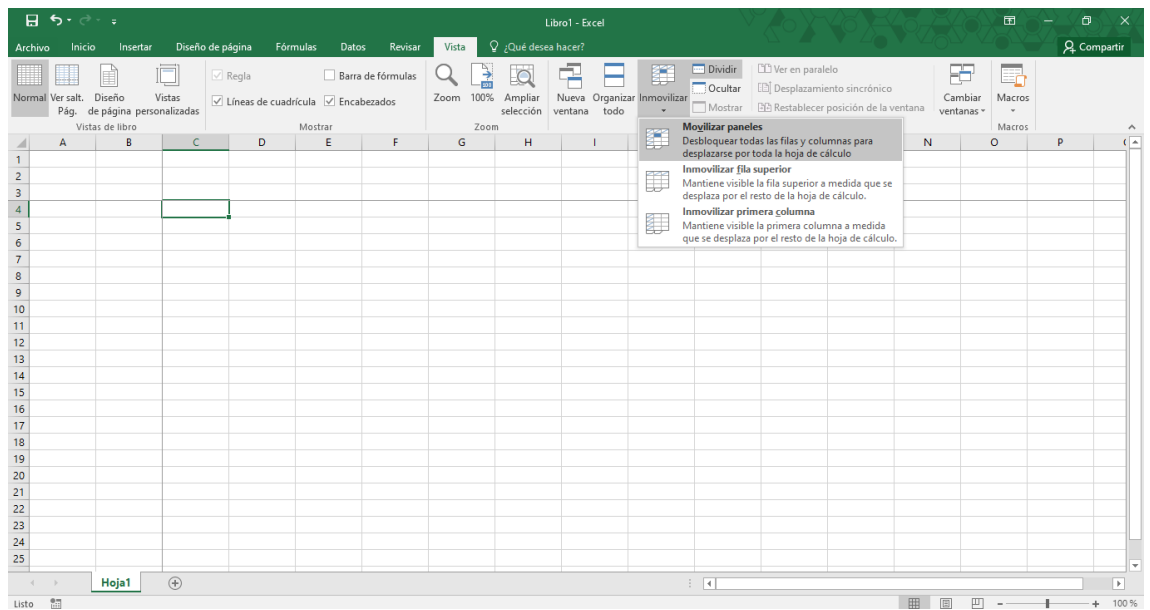 Libro1 - Excel
Archivo Inicio Insertar Diseño de página Fórmulas Datos Revisar Vista ¿Qué desea hacer? Compartir
Normal Ver salt. Pág. Diseño de página Vistas personalizadas
Vistas de libro
Regla Barra de fórmulas
Líneas de cuadrícula Encabezados
Mostrar
Zoom 100% Ampliar selección
Zoom
Nueva ventana Organizar todo Inmovilizar
Dividir
Ocultar
Mostrar
Ver en paralelo
Desplazamiento sincrónico
Restablecer posición de la ventana
Cambiar ventanas
Macros
Macros
Movilizar paneles
Desbloquear todas las filas y columnas para
desplazarse por toda la hoja de cálculo
Inmovilizar fila superior
Mantiene visible la fila superior a medida que se
desplaza por el resto de la hoja de cálculo.
Inmovilizar primera columna
Mantiene visible la primera columna a medida
que se desplaza por el resto de la hoja de cálculo.
A B C D E F G H I N O P
1
2
3
4
5
6
7
8
9
10
11
12
13
14
15
16
17
18
19
20
21
22
23
24
25
Hoja1
Listo 100 %